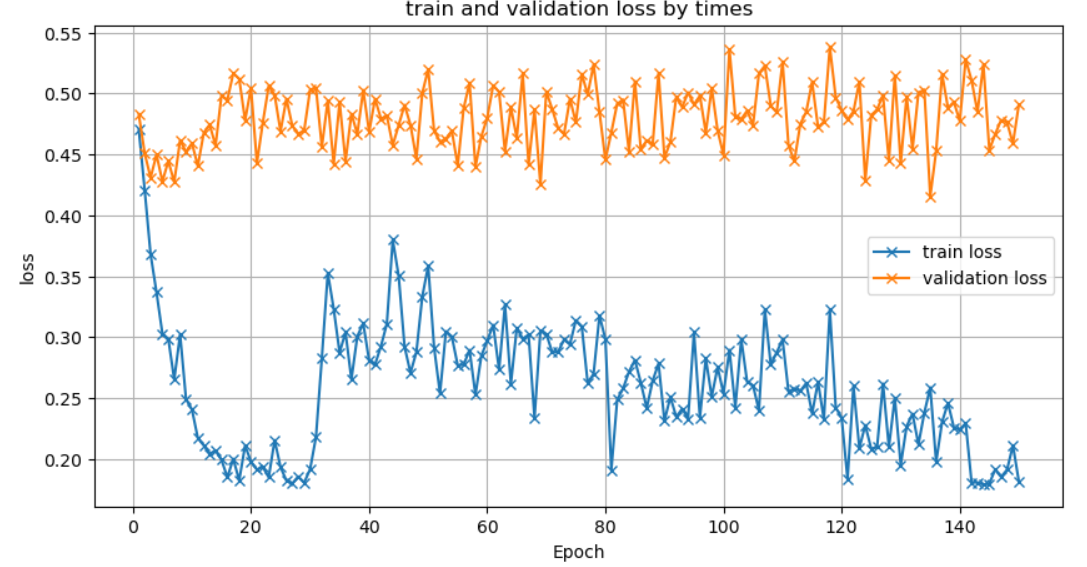 train and validation loss by times
0.55
0.50
0.45
0.40
0.35
0.30
0.25
0.20
loss
train loss
validation loss
0 20 40 60 80 100 120 140
Epoch